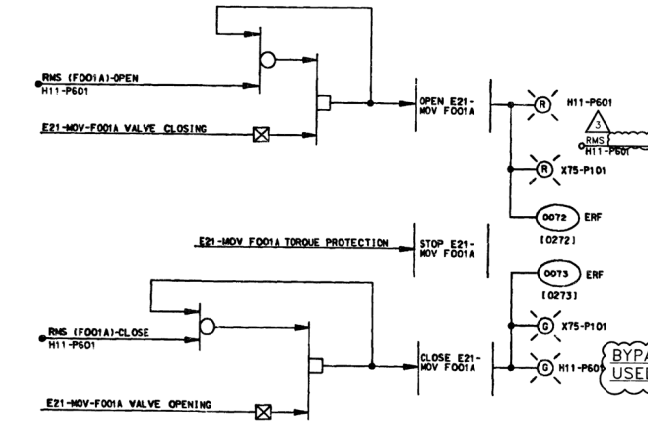 RMS (F001A)-OPEN
H11-P601
E21-MOV-F001A VALVE CLOSING
OPEN E21-
MOV F001A
R
H11-P601
3
RMS
H11-P601
R
X75-P101
0072
ERF
[0272]
E21-MOV F001A TORQUE PROTECTION
STOP E21-
MOV F001A
0073
ERF
[0273]
RMS (F001A)-CLOSE
H11-P601
G
X75-P101
CLOSE E21-
MOV F001A
G
H11-P601
BYPA
USED
E21-MOV-F001A VALVE OPENING